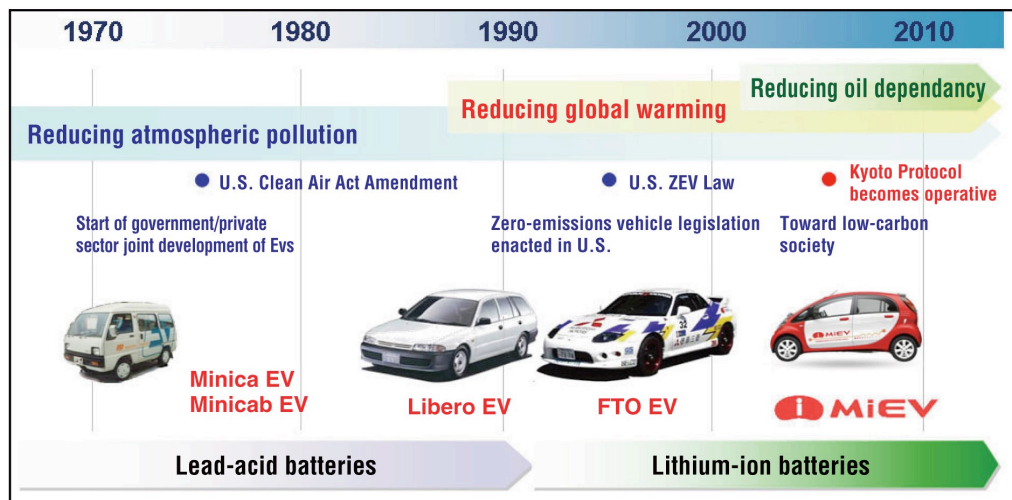 1970 1980 1990 2000 2010
Reducing oil dependancy
Reducing global warming
Reducing atmospheric pollution
U.S. Clean Air Act Amendment
U.S. ZEV Law
Kyoto Protocol
becomes operative
Start of government/private
sector joint development of Evs
Zero-emissions vehicle legislation
enacted in U.S.
Toward low-carbon
society
32
i MiEV
Minica EV
Minicab EV
Libero EV
FTO EV
i MiEV
Lead-acid batteries
Lithium-ion batteries